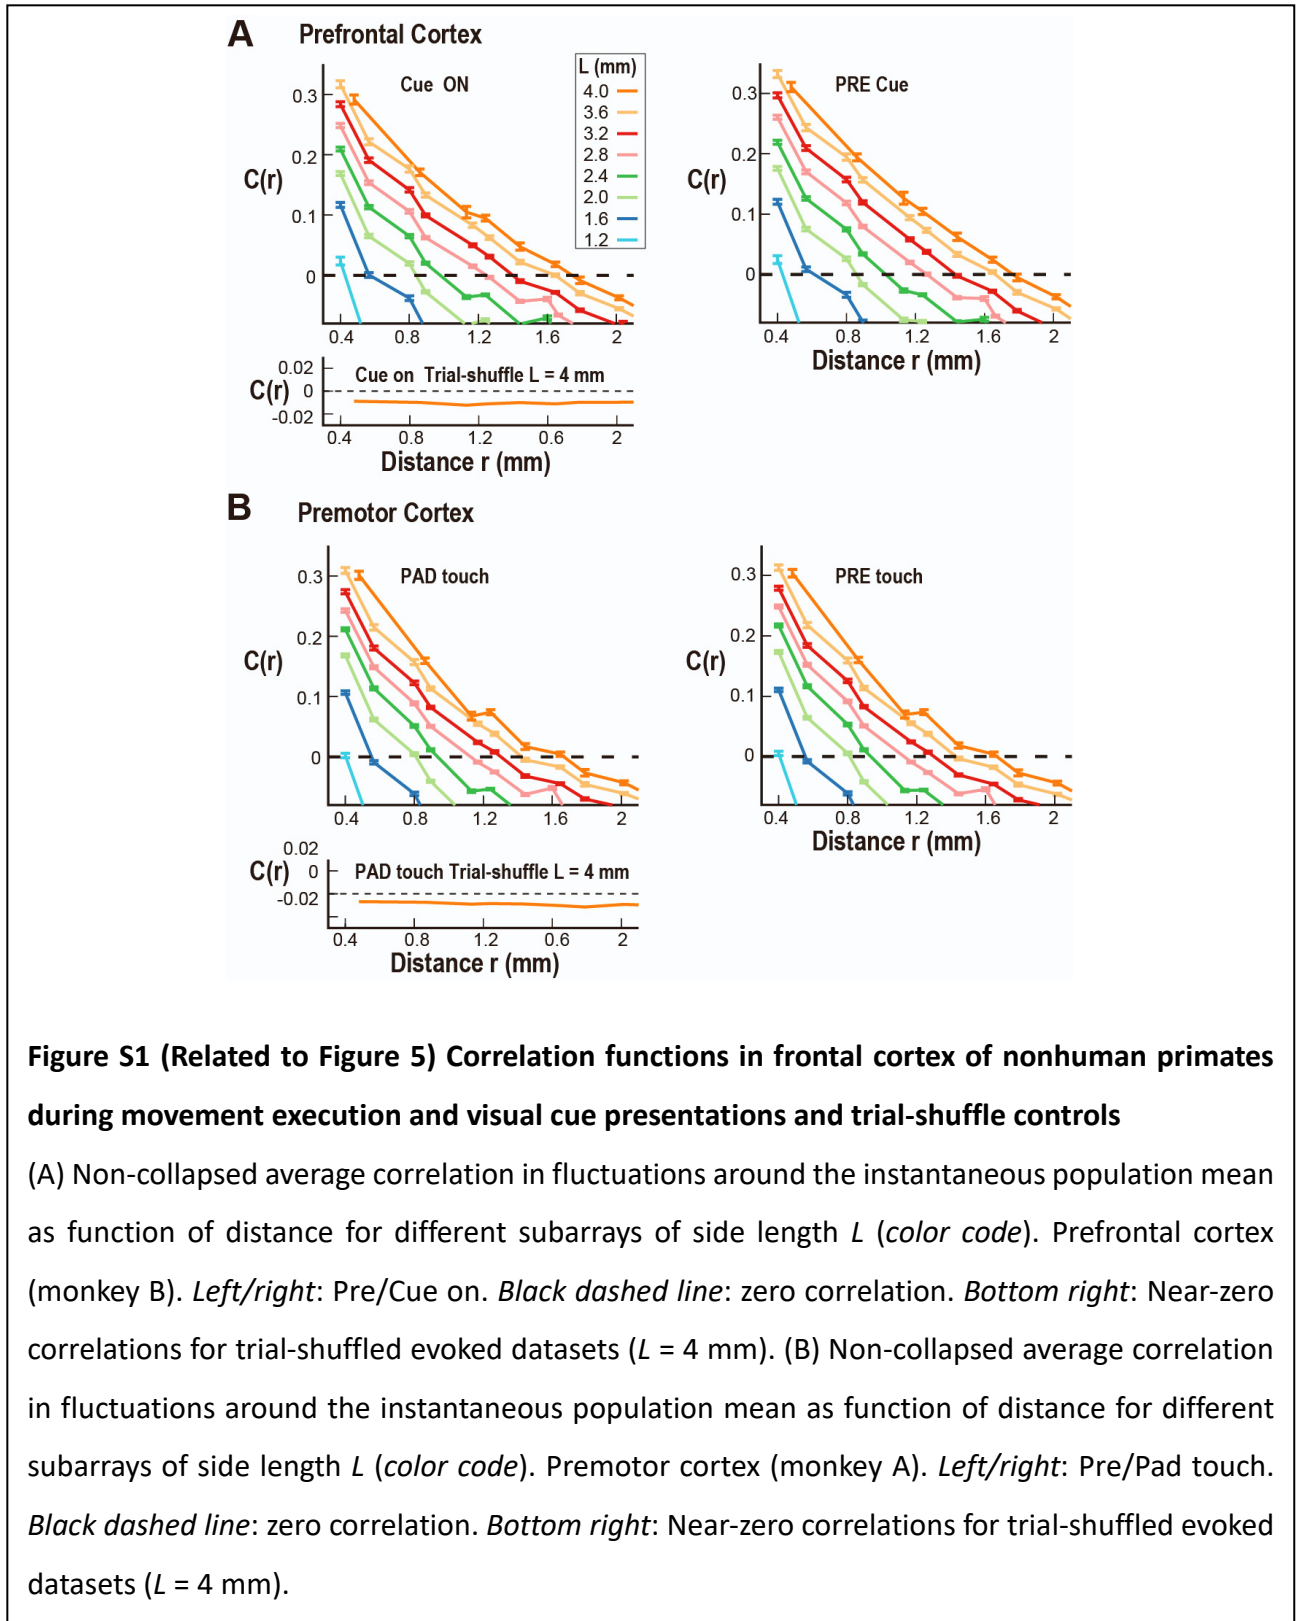 A Prefrontal Cortex
Cue ON
L (mm)
4.0
3.6
3.2
2.8
2.4
2.0
1.6
1.2
C(r)
0.3
0.2
0.1
0
0.4 0.8 1.2 1.6 2
PRE Cue
C(r)
0.3
0.2
0.1
0
0.4 0.8 1.2 1.6 2
Distance r (mm)
Cue on Trial-shuffle L = 4 mm
C(r)
0.02
0
-0.02
0.4 0.8 1.2 0.6 2
Distance r (mm)
B Premotor Cortex
PAD touch
C(r)
0.3
0.2
0.1
0
0.4 0.8 1.2 1.6 2
PRE touch
C(r)
0.3
0.2
0.1
0
0.4 0.8 1.2 1.6 2
Distance r (mm)
PAD touch Trial-shuffle L = 4 mm
C(r)
0.02
0
-0.02
0.4 0.8 1.2 0.6 2
Distance r (mm)
Figure S1 (Related to Figure 5) Correlation functions in frontal cortex of nonhuman primates
during movement execution and visual cue presentations and trial-shuffle controls
(A) Non-collapsed average correlation in fluctuations around the instantaneous population mean
as function of distance for different subarrays of side length L (color code). Prefrontal cortex
(monkey B). Left/right: Pre/Cue on. Black dashed line: zero correlation. Bottom right: Near-zero
correlations for trial-shuffled evoked datasets (L = 4 mm). (B) Non-collapsed average correlation
in fluctuations around the instantaneous population mean as function of distance for different
subarrays of side length L (color code). Premotor cortex (monkey A). Left/right: Pre/Pad touch.
Black dashed line: zero correlation. Bottom right: Near-zero correlations for trial-shuffled evoked
datasets (L = 4 mm).